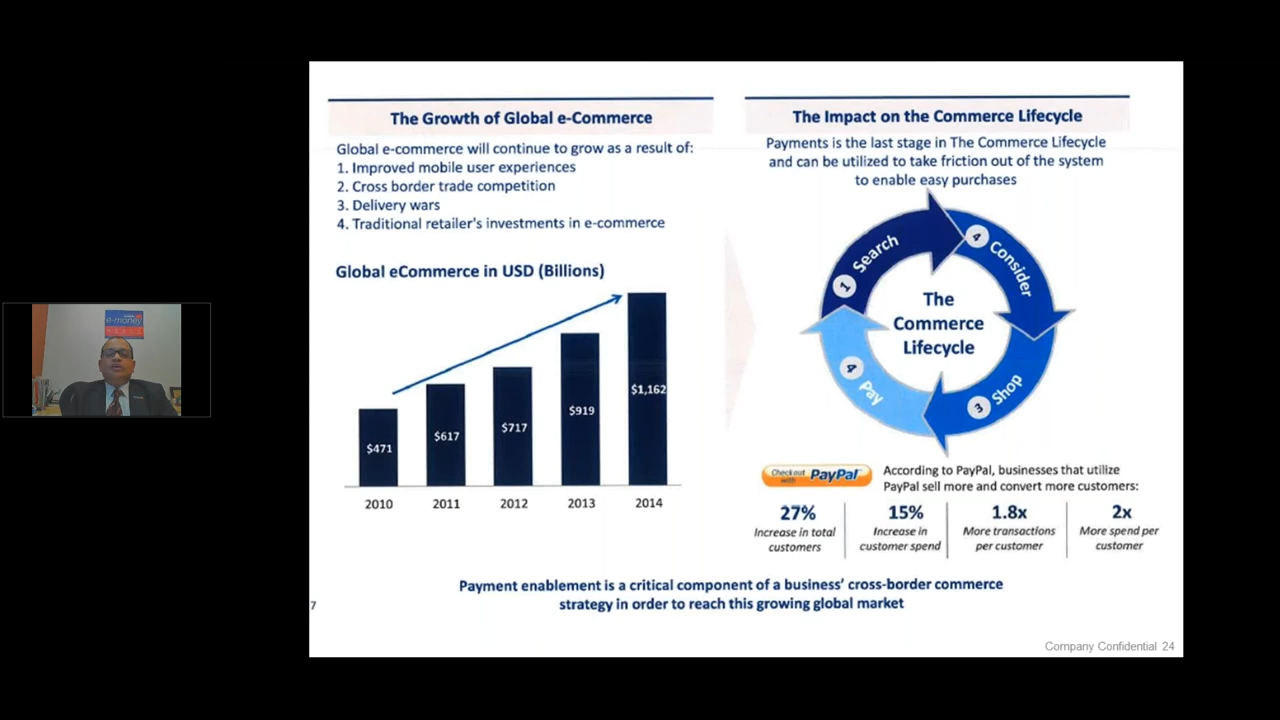 The Growth of Global e-Commerce
Global e-commerce will continue to grow as a result of:
1. Improved mobile user experiences
2. Cross border trade competition
3. Delivery wars
4. Traditional retailer's investments in e-commerce
Global eCommerce in USD (Billions)
$471
$617
$717
$919
$1,162
2010
2011
2012
2013
2014
The Impact on the Commerce Lifecycle
Payments is the last stage in The Commerce Lifecycle
and can be utilized to take friction out of the system
to enable easy purchases
1 Search
4 Consider
3 Shop
4 Pay
The
Commerce
Lifecycle
Checkout
with
PayPal
According to PayPal, businesses that utilize
PayPal sell more and convert more customers:
27%
Increase in total
customers
15%
Increase in
customer spend
1.8x
More transactions
per customer
2x
More spend per
customer
Payment enablement is a critical component of a business' cross-border commerce
strategy in order to reach this growing global market
7
Company Confidential 24
e-money